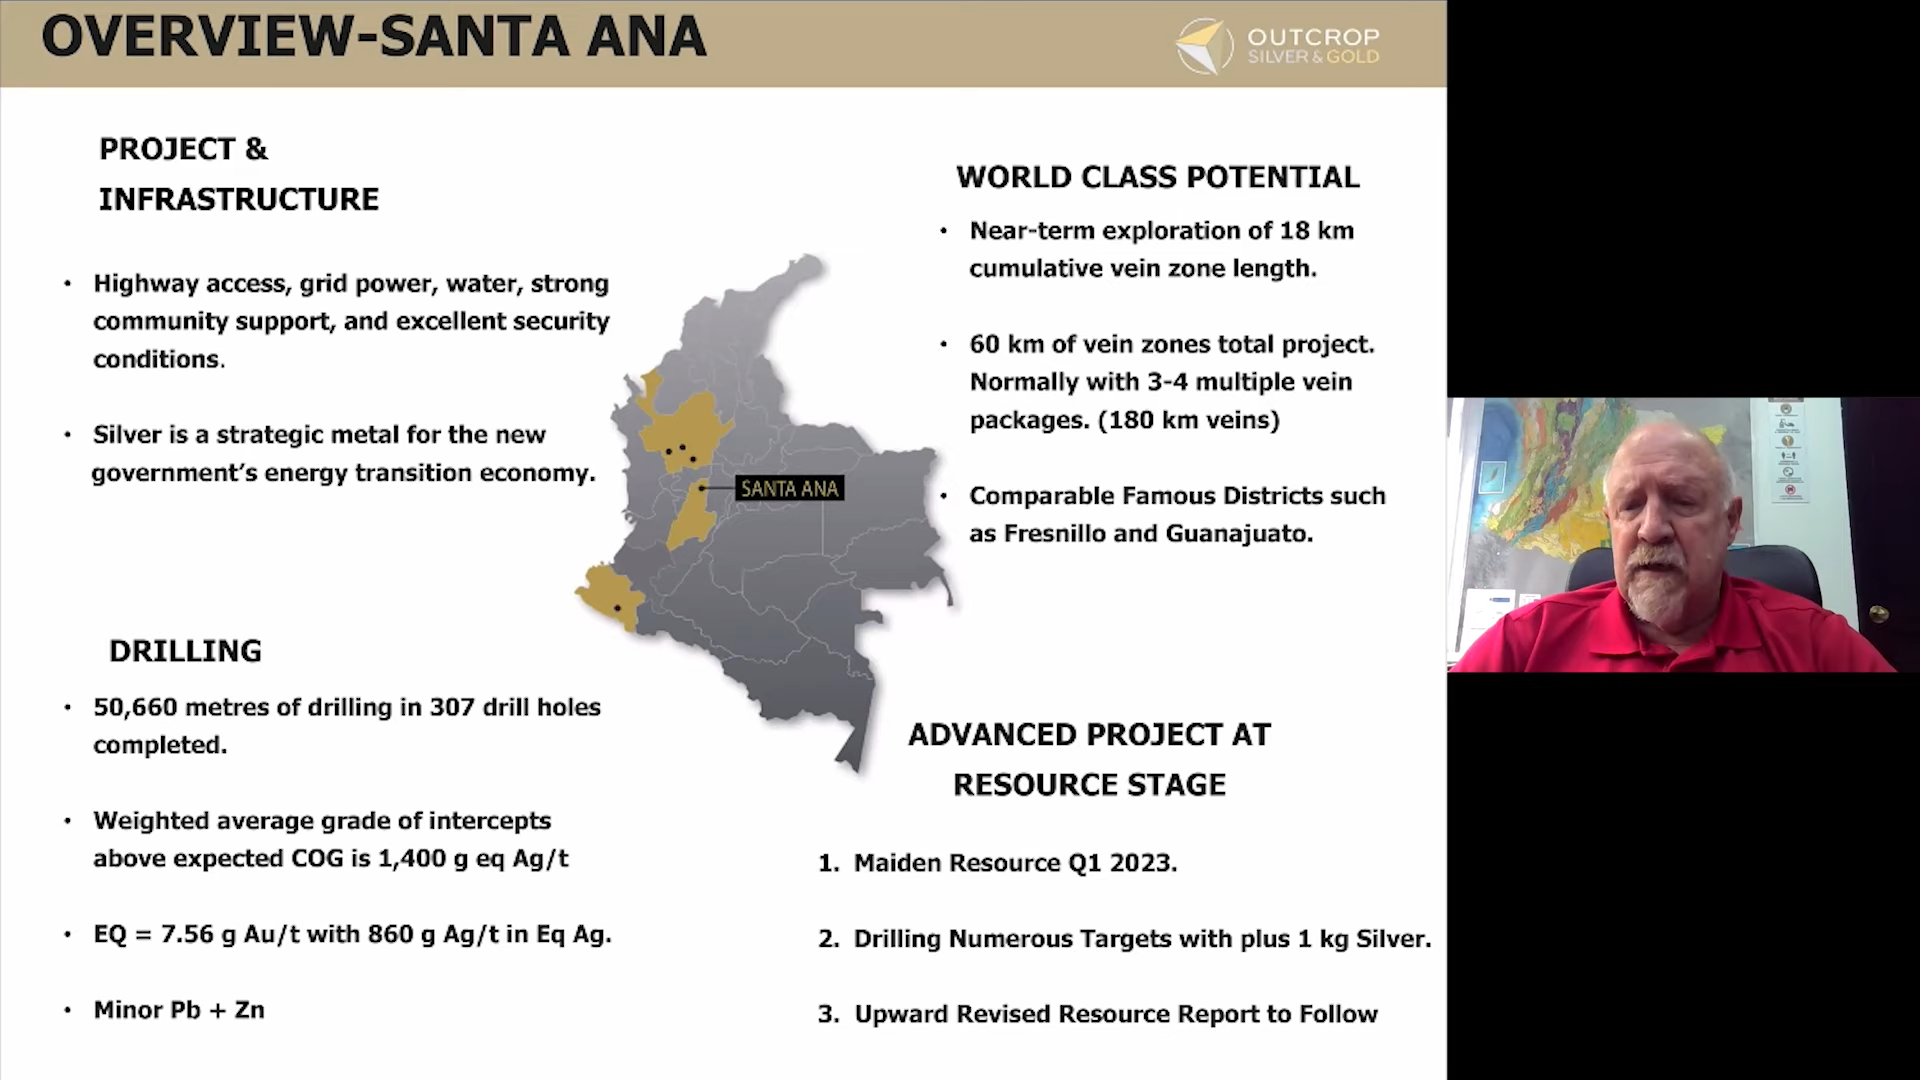 OVERVIEW-SANTA ANA
OUTCROP
SILVER & GOLD
PROJECT &
INFRASTRUCTURE
• Highway access, grid power, water, strong
community support, and excellent security
conditions.
• Silver is a strategic metal for the new
government’s energy transition economy.
WORLD CLASS POTENTIAL
• Near-term exploration of 18 km
cumulative vein zone length.
• 60 km of vein zones total project.
Normally with 3-4 multiple vein
packages. (180 km veins)
• Comparable Famous Districts such
as Fresnillo and Guanajuato.
SANTA ANA
DRILLING
• 50,660 metres of drilling in 307 drill holes
completed.
• Weighted average grade of intercepts
above expected COG is 1,400 g eq Ag/t
• EQ = 7.56 g Au/t with 860 g Ag/t in Eq Ag.
• Minor Pb + Zn
ADVANCED PROJECT AT
RESOURCE STAGE
1. Maiden Resource Q1 2023.
2. Drilling Numerous Targets with plus 1 kg Silver.
3. Upward Revised Resource Report to Follow